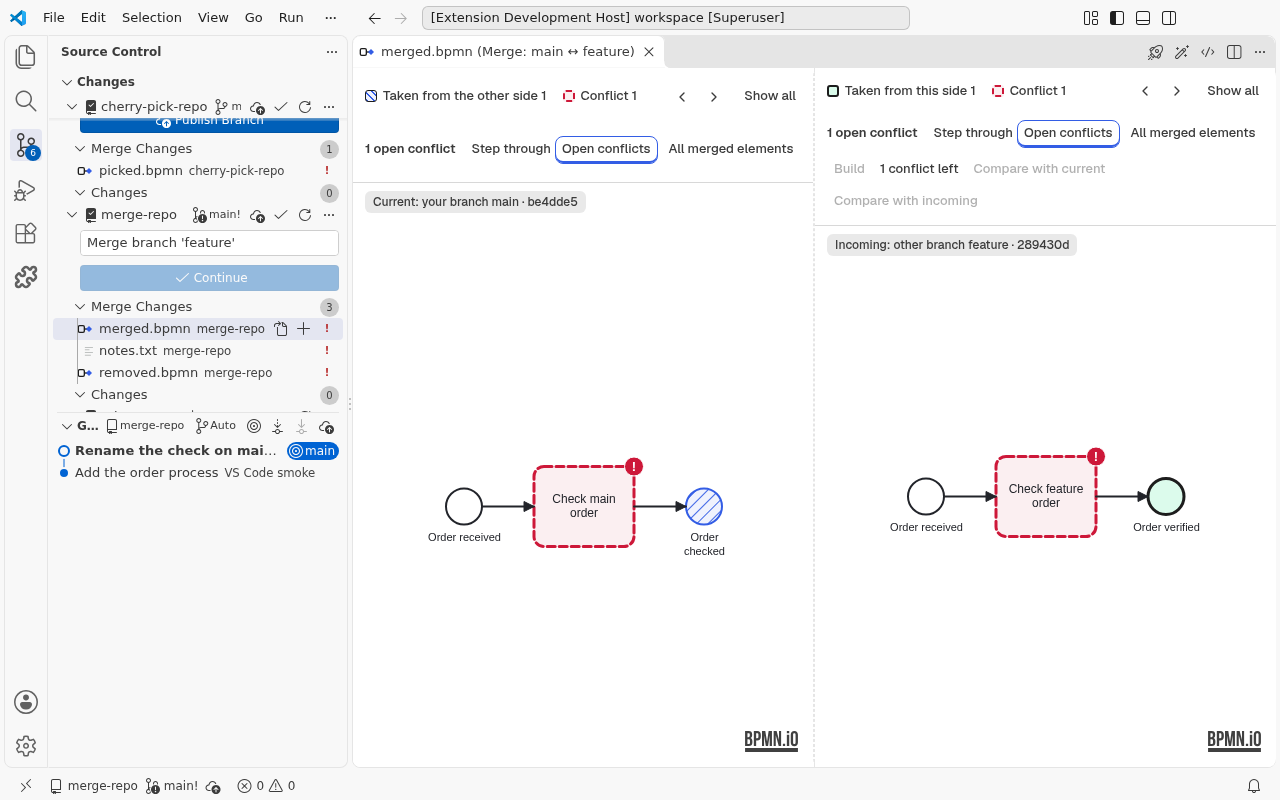 File Edit Selection View Go Run ···
[Extension Development Host] workspace [Superuser]
Source Control
merged.bpmn (Merge: main ↔ feature)
Changes
cherry-pick-repo m
Publish Branch
Merge Changes 1
picked.bpmn cherry-pick-repo !
Changes 0
merge-repo main!
Merge branch 'feature'
Continue
Merge Changes 3
merged.bpmn merge-repo !
notes.txt merge-repo !
removed.bpmn merge-repo !
Changes 0
G... merge-repo Auto
Rename the check on mai... main
Add the order process VS Code smoke
6
Taken from the other side 1 Conflict 1 Show all
1 open conflict Step through Open conflicts All merged elements
Current: your branch main · be4dde5
Order received
Check main
order
!
Order
checked
BPMN.iO
Taken from this side 1 Conflict 1 Show all
1 open conflict Step through Open conflicts All merged elements
Build 1 conflict left Compare with current
Compare with incoming
Incoming: other branch feature · 289430d
Order received
Check feature
order
!
Order verified
BPMN.iO
merge-repo main! 0 0